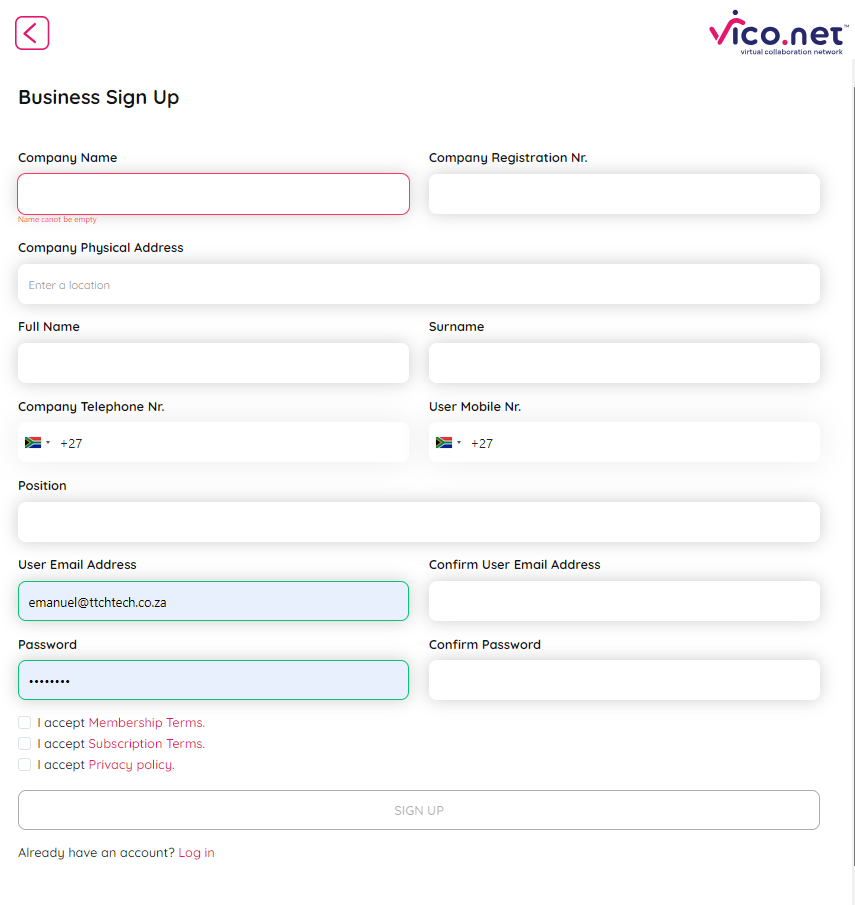 vico.net™
virtual collaboration network
Business Sign Up
Company Name
Company Registration Nr.
Name canot be empty
Company Physical Address
Enter a location
Full Name
Surname
Company Telephone Nr.
User Mobile Nr.
+27
+27
Position
User Email Address
Confirm User Email Address
emanuel@ttchtech.co.za
Password
Confirm Password
••••••••
I accept Membership Terms.
I accept Subscription Terms.
I accept Privacy policy.
SIGN UP
Already have an account? Log in